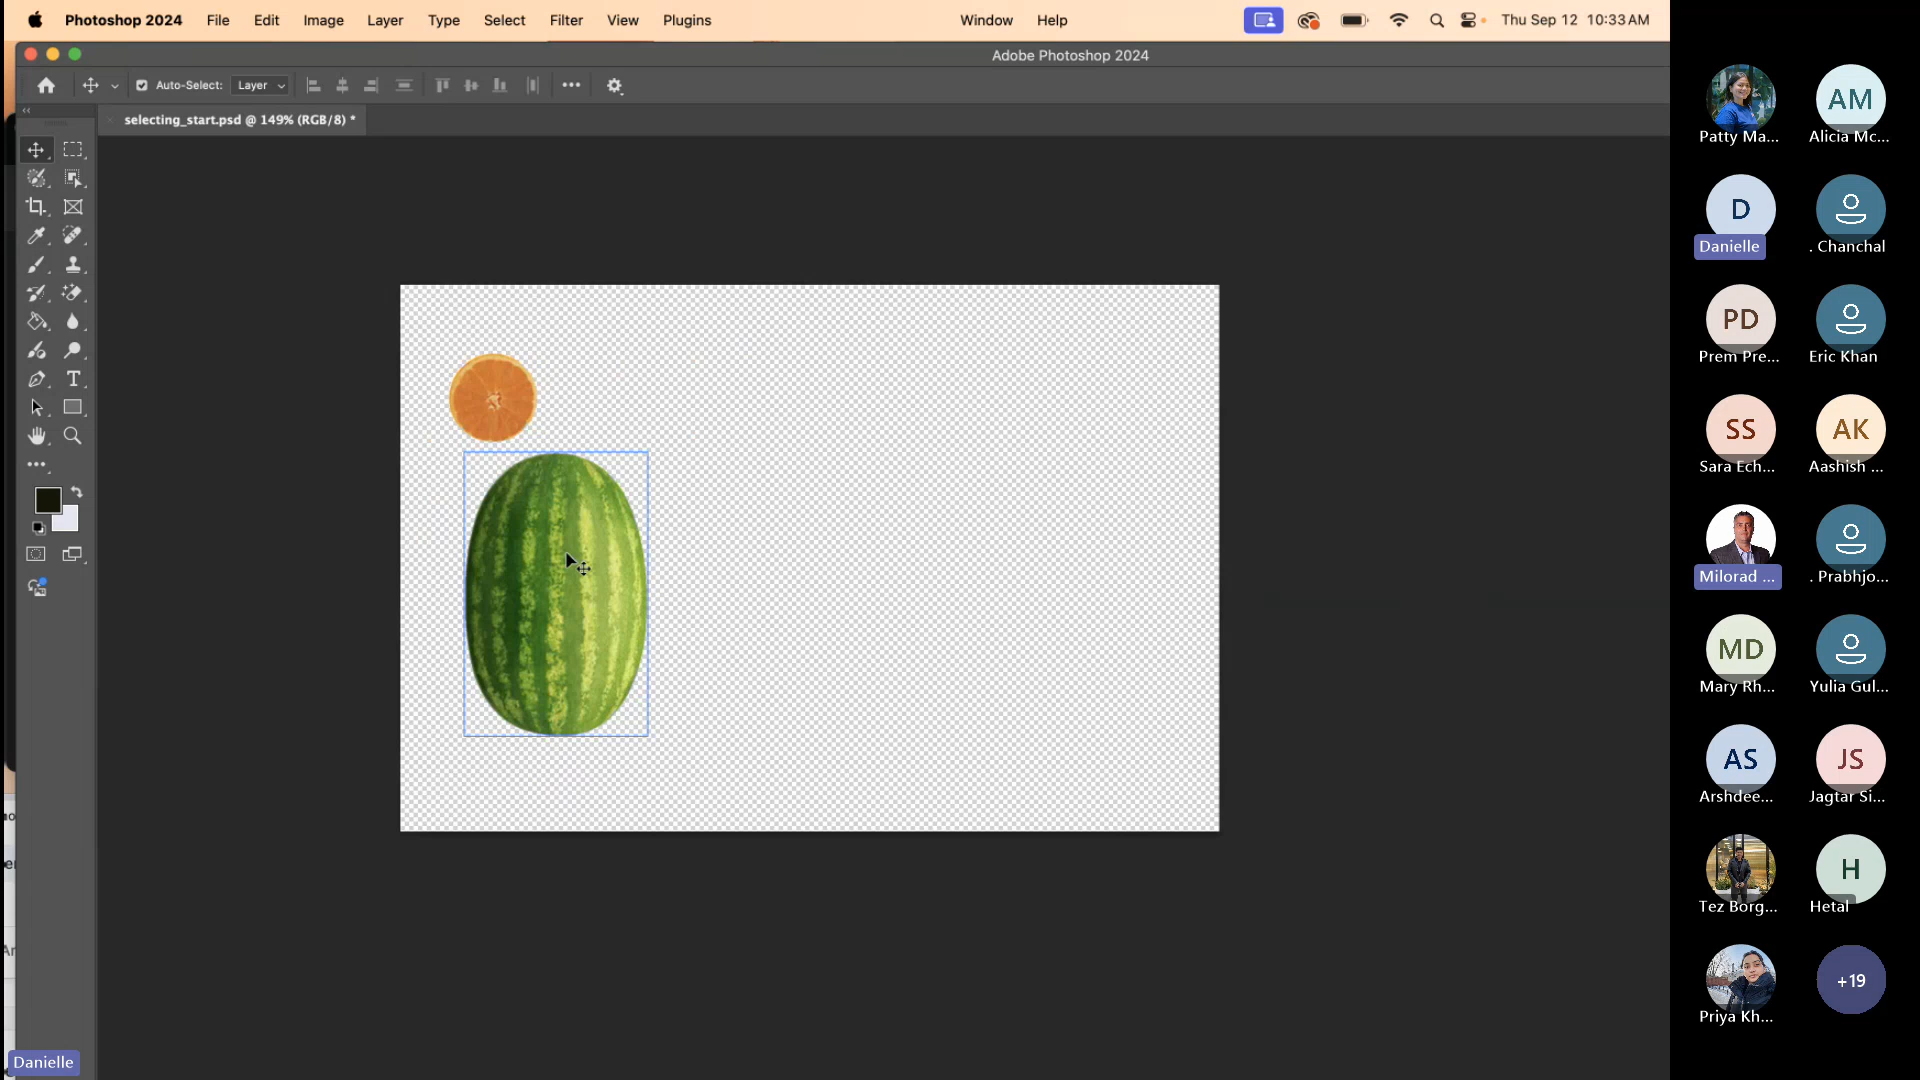 Photoshop 2024 File Edit Image Layer Type Select Filter View Plugins Window Help Thu Sep 12 10:33AM
Adobe Photoshop 2024
Auto-Select: Layer
selecting_start.psd @ 149% (RGB/8) *
Patty Ma...
AM
Alicia Mc...
D
Danielle
. Chanchal
PD
Prem Pre...
Eric Khan
SS
Sara Ech...
AK
Aashish ...
Milorad ...
. Prabhjo...
MD
Mary Rh...
Yulia Gul...
AS
Arshdee...
JS
Jagtar Si...
Tez Borg...
H
Hetal
Priya Kh...
+19
Danielle